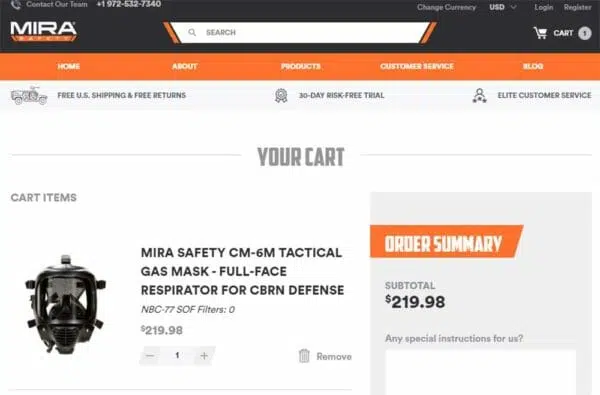 Contact Our Team +1 972-532-7340
Change Currency USD Login Register
MIRA
SAFETY
SEARCH
CART 1
HOME ABOUT PRODUCTS CUSTOMER SERVICE BLOG
FREE U.S. SHIPPING & FREE RETURNS 30-DAY RISK-FREE TRIAL ELITE CUSTOMER SERVICE
YOUR CART
CART ITEMS
MIRA SAFETY CM-6M TACTICAL
GAS MASK - FULL-FACE
RESPIRATOR FOR CBRN DEFENSE
NBC-77 SOF Filters: 0
$219.98
— 1 +
Remove
ORDER SUMMARY
SUBTOTAL
$219.98
Any special instructions for us?